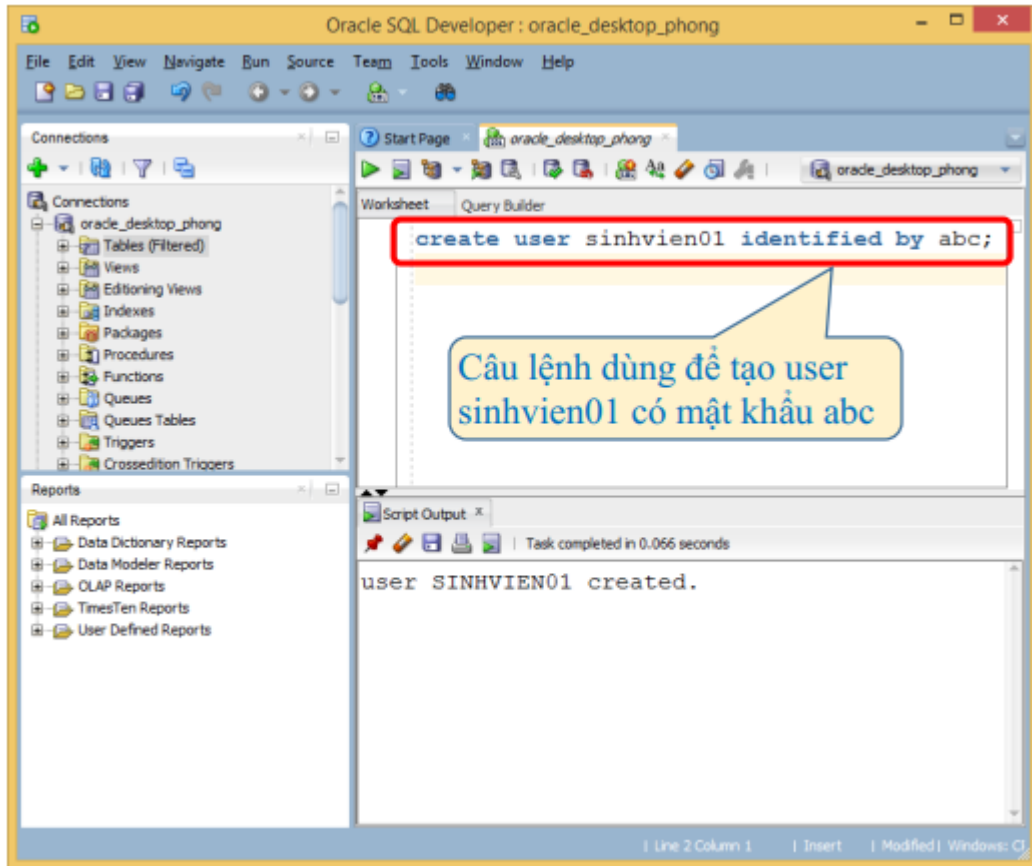 Oracle SQL Developer : oracle_desktop_phong
File Edit View Navigate Run Source Team Tools Window Help
Connections
Connections
oracle_desktop_phong
Tables (Filtered)
Views
Editioning Views
Indexes
Packages
Procedures
Functions
Queues
Queues Tables
Triggers
Crossedition Triggers
Reports
All Reports
Data Dictionary Reports
Data Modeler Reports
OLAP Reports
TimesTen Reports
User Defined Reports
Start Page oracle_desktop_phong
oracle_desktop_phong
Worksheet Query Builder
create user sinhvien01 identified by abc;
Câu lệnh dùng để tạo user
sinhvien01 có mật khẩu abc
Script Output
Task completed in 0.066 seconds
user SINHVIEN01 created.
Line 2 Column 1 | Insert | Modified | Windows: